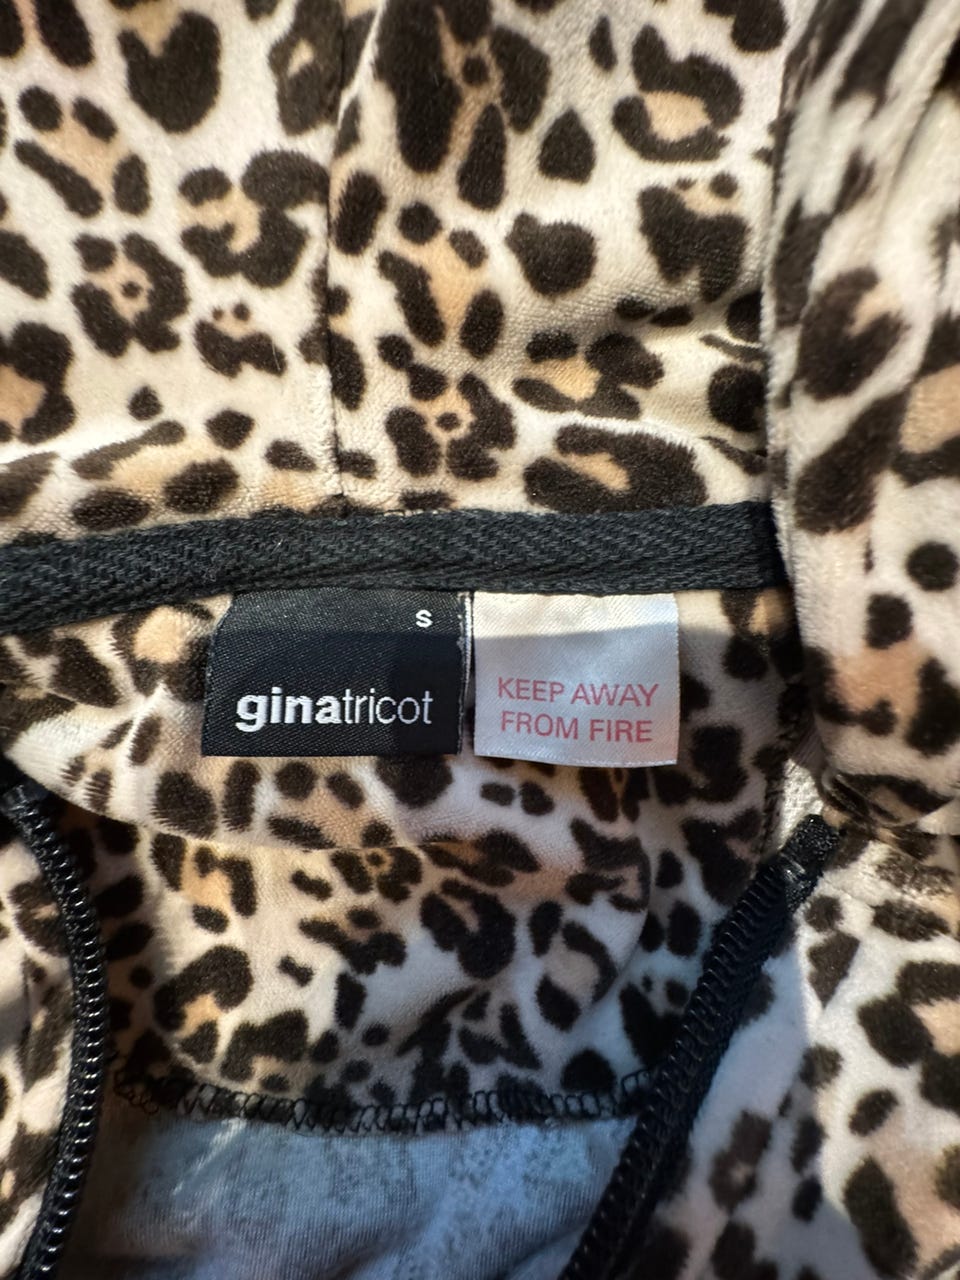 S
ginatricot
KEEP AWAY
FROM FIRE